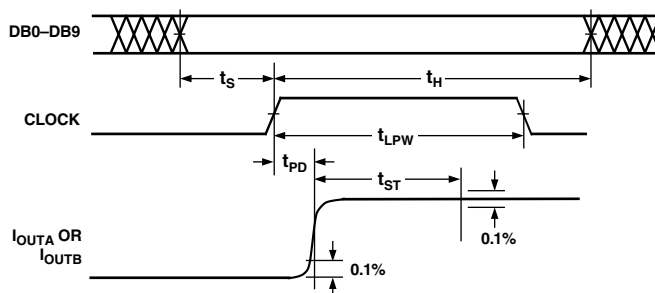 DB0–DB9
tS
tH
CLOCK
tLPW
tPD
tST
IOUTA OR
IOUTB
0.1%
0.1%